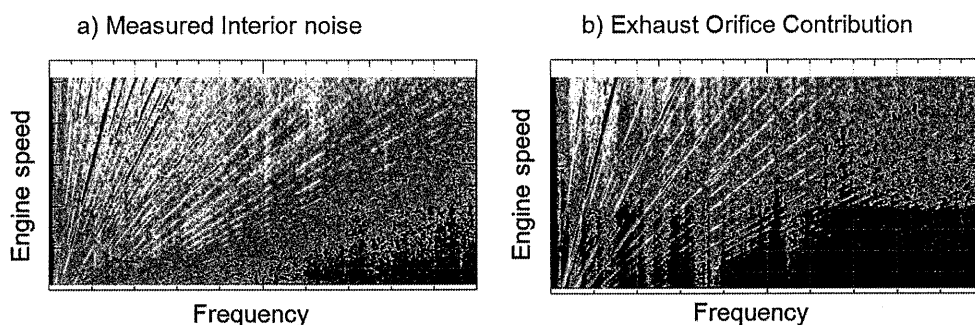 a) Measured Interior noise
Engine speed
Frequency
b) Exhaust Orifice Contribution
Engine speed
Frequency